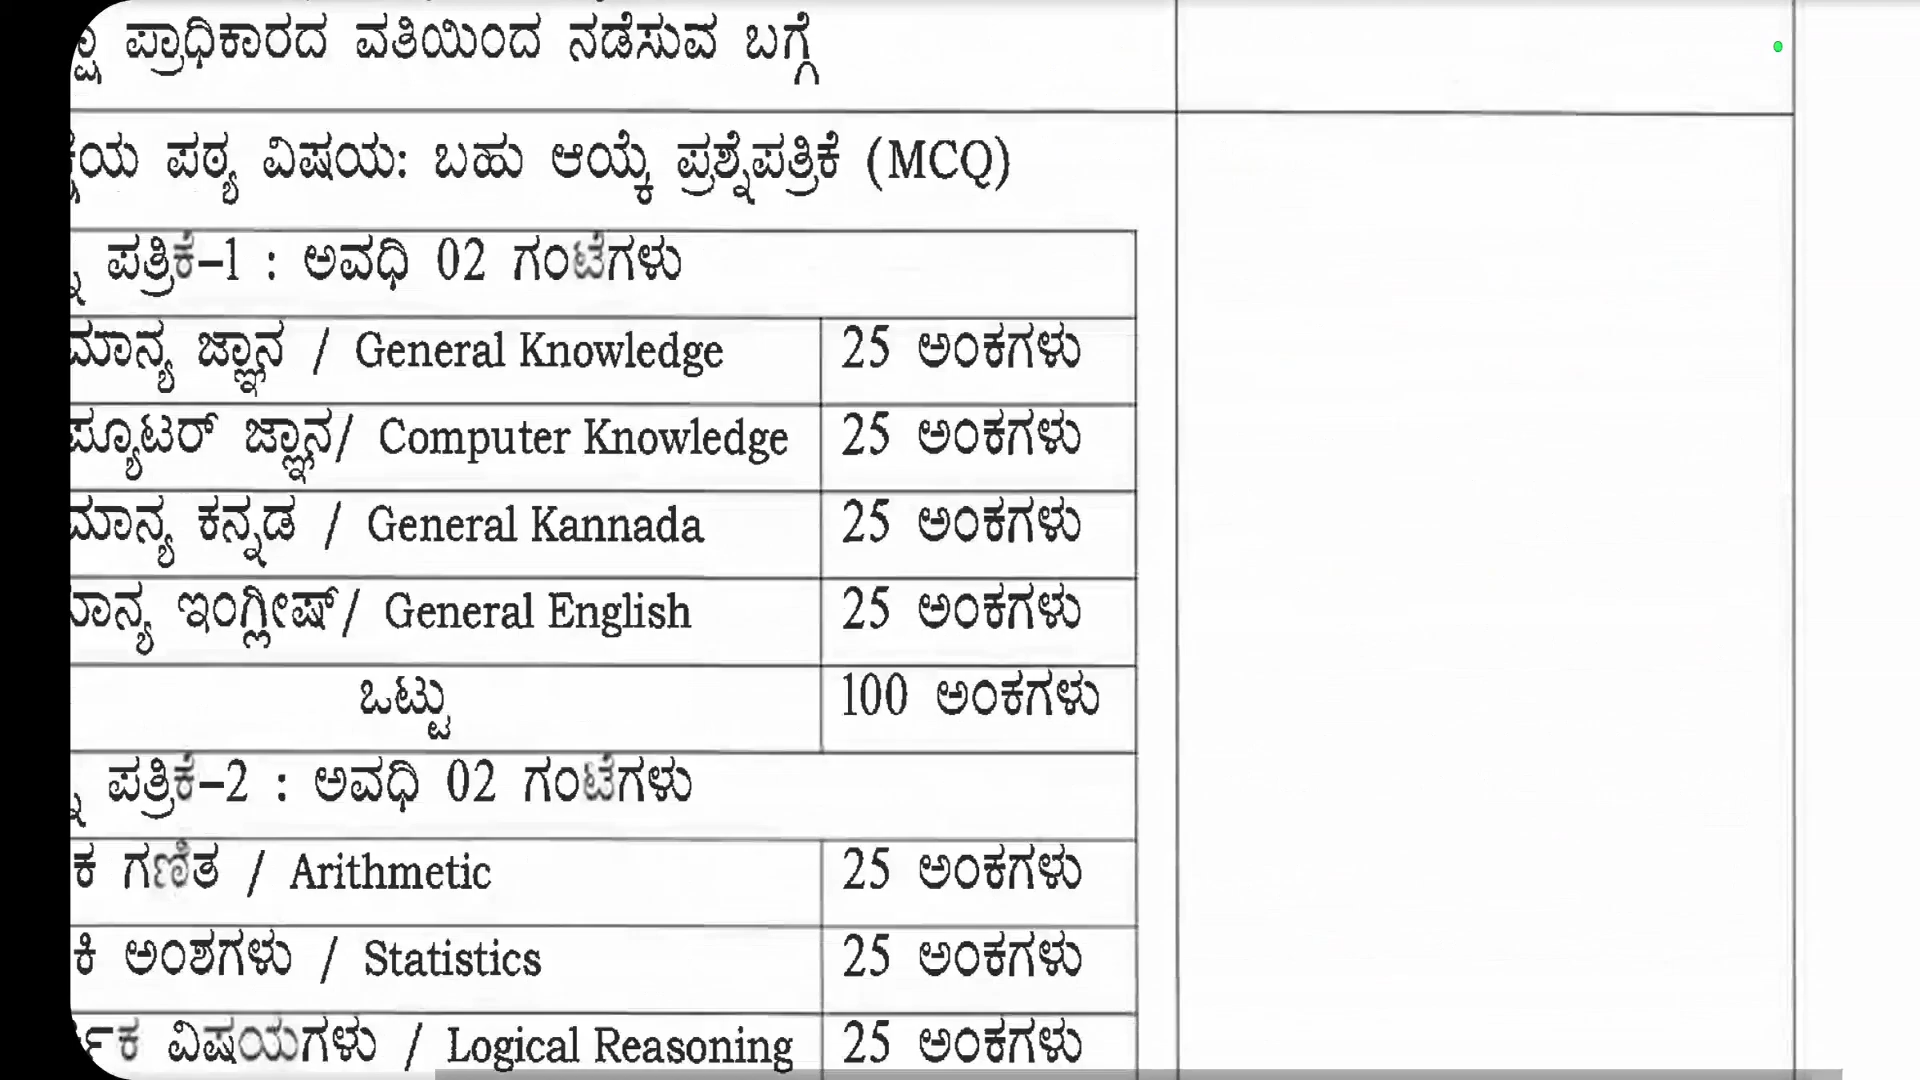 ಪ್ರಾಧಿಕಾರದ ವತಿಯಿಂದ ನಡೆಸುವ ಬಗ್ಗೆ
ಪಠ್ಯ ವಿಷಯ: ಬಹು ಆಯ್ಕೆ ಪ್ರಶ್ನೆಪತ್ರಿಕೆ (MCQ)
ಪತ್ರಿಕೆ–1 : ಅವಧಿ 02 ಗಂಟೆಗಳು
ಮಾನ್ಯ ಜ್ಞಾನ / General Knowledge 25 ಅಂಕಗಳು
ಪ್ಯೂಟರ್ ಜ್ಞಾನ/ Computer Knowledge 25 ಅಂಕಗಳು
ಮಾನ್ಯ ಕನ್ನಡ / General Kannada 25 ಅಂಕಗಳು
ಮಾನ್ಯ ಇಂಗ್ಲೀಷ್/ General English 25 ಅಂಕಗಳು
ಒಟ್ಟು 100 ಅಂಕಗಳು
ಪತ್ರಿಕೆ–2 : ಅವಧಿ 02 ಗಂಟೆಗಳು
ಕ ಗಣಿತ / Arithmetic 25 ಅಂಕಗಳು
ಕಿ ಅಂಶಗಳು / Statistics 25 ಅಂಕಗಳು
ರ್ಕಿಕ ವಿಷಯಗಳು / Logical Reasoning 25 ಅಂಕಗಳು